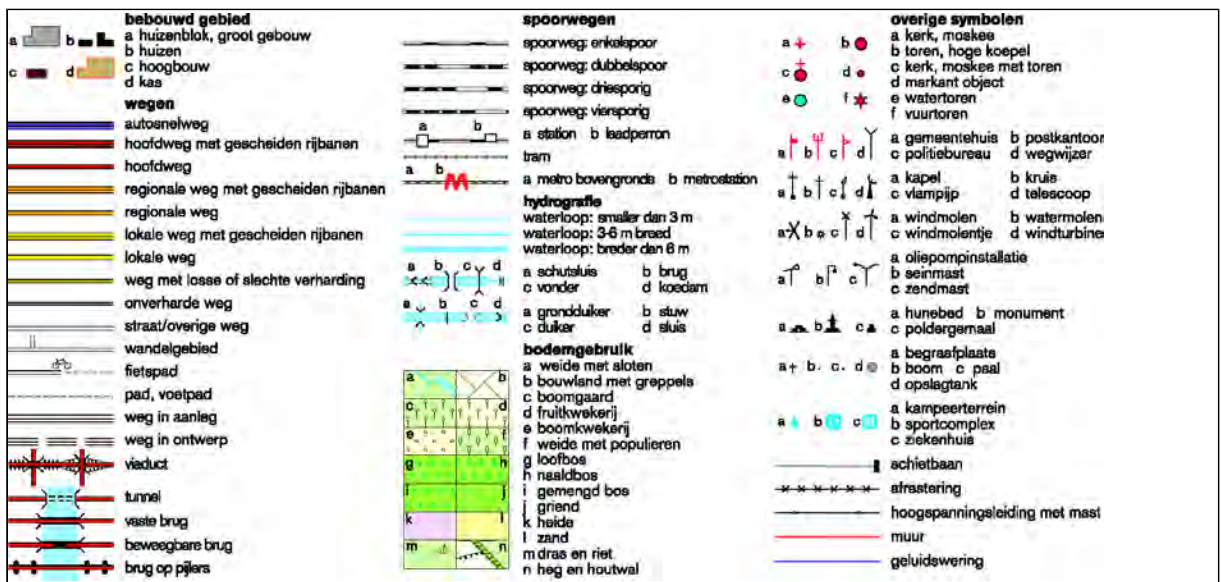 bebouwd gebied
a b a huizenblok, groot gebouw
b huizen
c d c hoogbouw
d kas
wegen
autosnelweg
hoofdweg met gescheiden rijbanen
hoofdweg
regionale weg met gescheiden rijbanen
regionale weg
lokale weg met gescheiden rijbanen
lokale weg
weg met losse of slechte verharding
onverharde weg
straat/overige weg
wandelgebied
fietspad
pad, voetpad
weg in aanleg
weg in ontwerp
viaduct
tunnel
vaste brug
beweegbare brug
brug op pijlers
spoorwegen
spoorweg: enkelspoor
spoorweg: dubbelspoor
spoorweg: driesporig
spoorweg: viersporig
a b
a station b laadperron
tram
a b
a metro bovengronds b metrostation
hydrografie
waterloop: smaller dan 3 m
waterloop: 3-6 m breed
waterloop: breder dan 6 m
a b c d
a schutsluis b brug
c vonder d koedam
a b c d
a grondduiker b stuw
c duiker d sluis
bodemgebruik
a b
a weide met sloten
b bouwland met greppels
c d
c boomgaard
d fruitkwekerij
e f
e boomkwekerij
f weide met populieren
g h
g loofbos
h naaldbos
i j
i gemengd bos
j griend
k l
k heide
l zand
m n
m dras en riet
n heg en houtwal
overige symbolen
a b a kerk, moskee
b toren, hoge koepel
c d c kerk, moskee met toren
d markant object
e f e watertoren
f vuurtoren
a gemeentehuis b postkantoor
a b c d c politiebureau d wegwijzer
a kapel b kruis
a b c d c vlampijp d telescoop
a windmolen b watermolen
a b c d c windmolentje d windturbine
a oliepompinstallatie
a b c b seinmast
c zendmast
a hunebed b monument
a b c c poldergemaal
a begraafplaats
a b c d b boom c paal
d opslagtank
a kampeerterrein
a b c b sportcomplex
c ziekenhuis
schietbaan
afrastering
hoogspanningsleiding met mast
muur
geluidswering